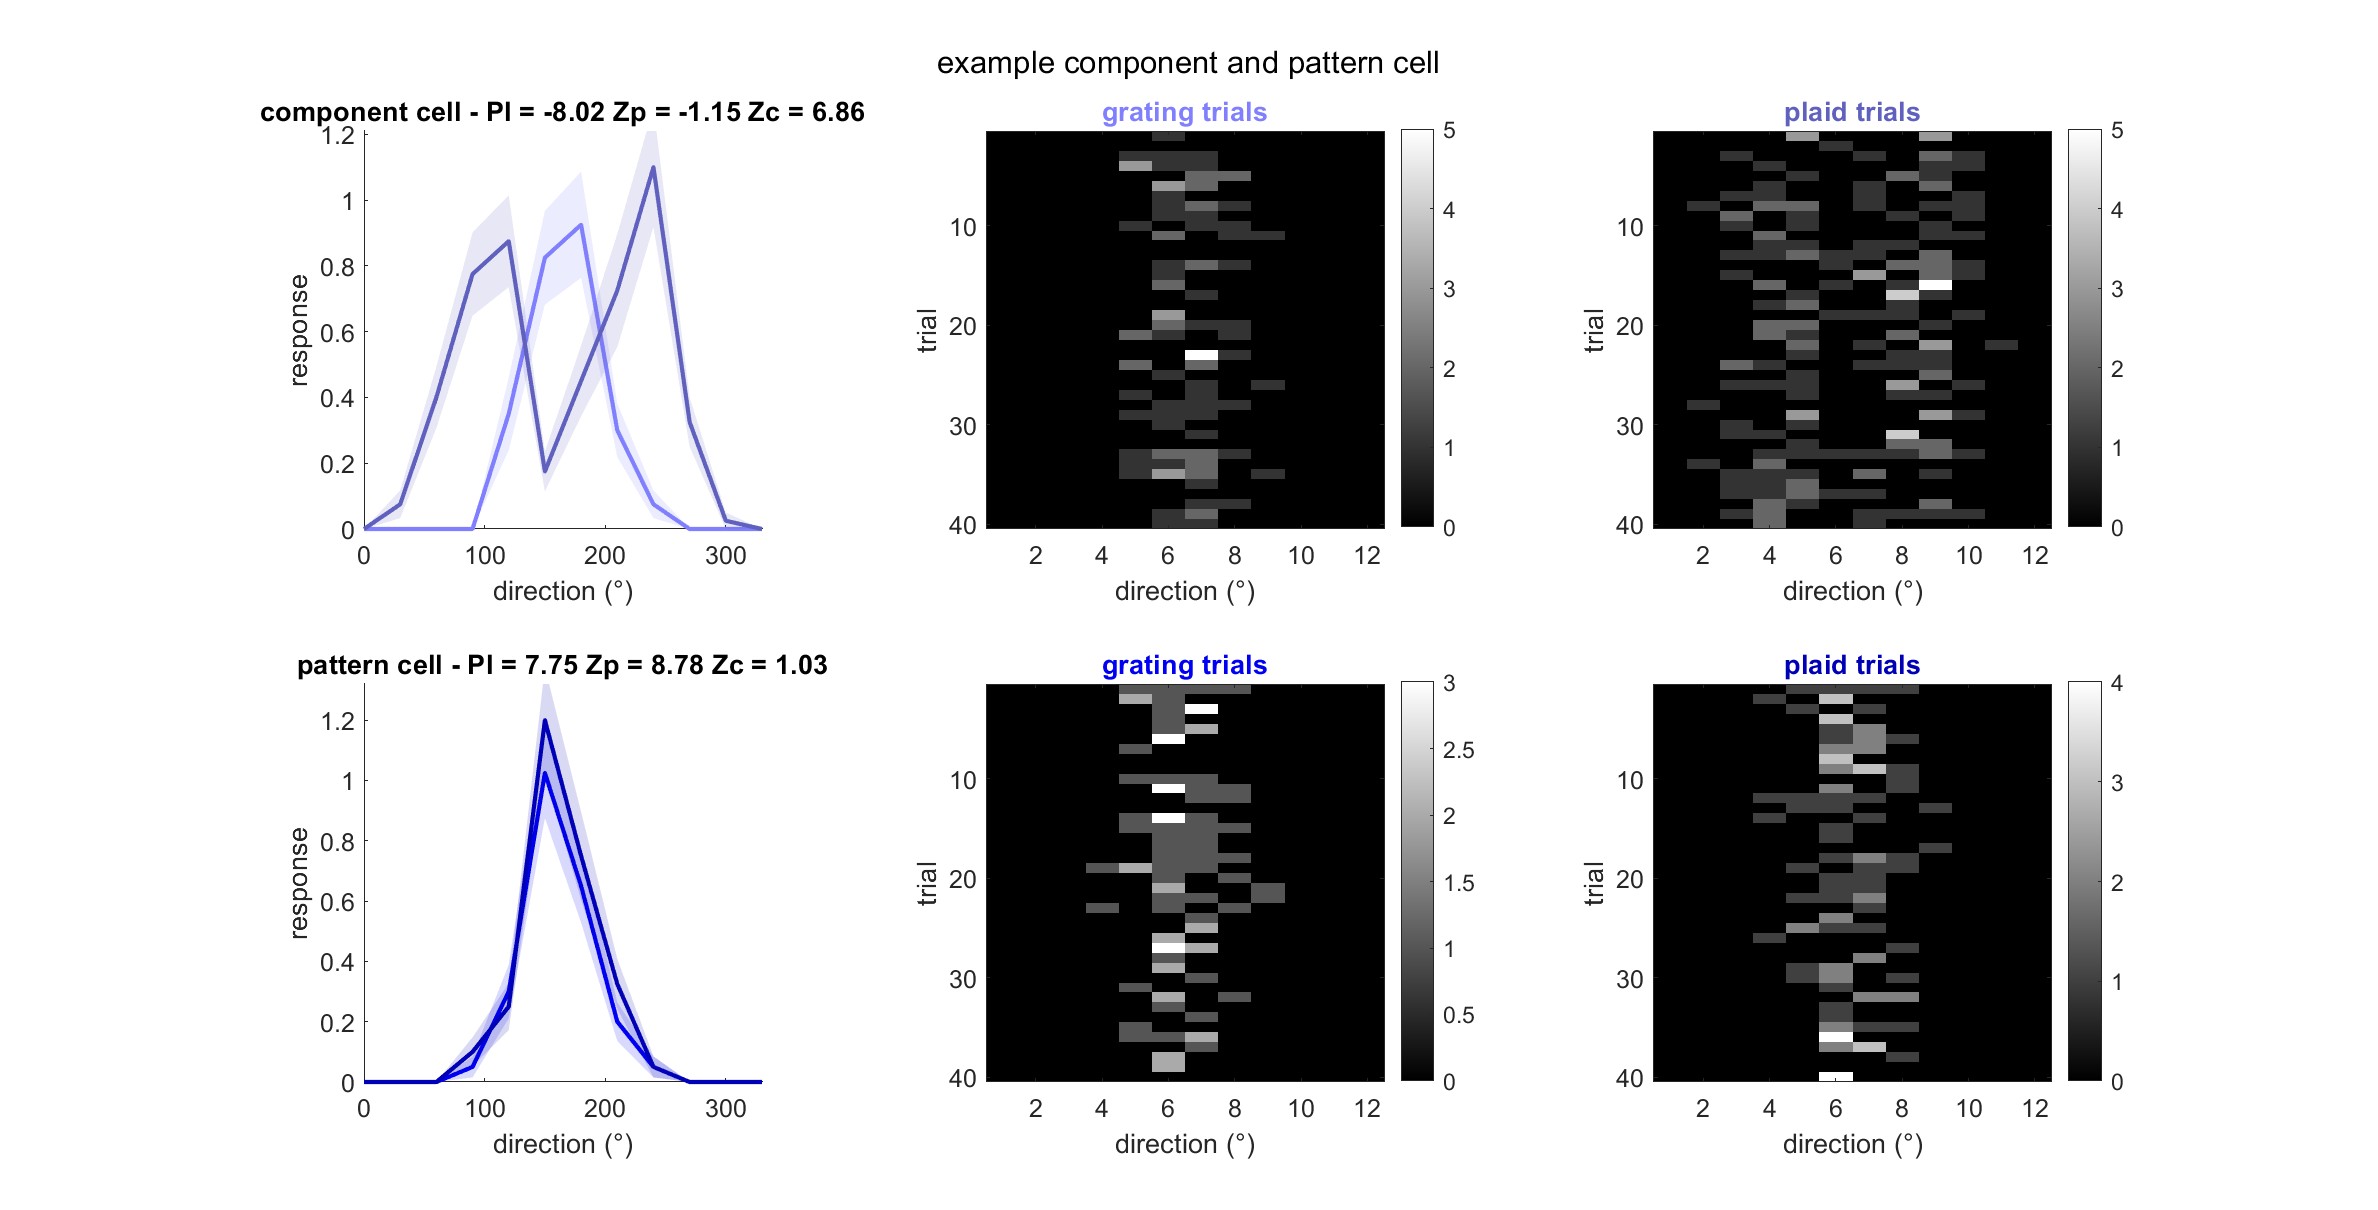 example component and pattern cell
component cell - PI = -8.02 Zp = -1.15 Zc = 6.86
1.2
1
0.8
0.6
0.4
0.2
0
response
0 100 200 300
direction (°)
grating trials
10
20
30
40
trial
2 4 6 8 10 12
direction (°)
5
4
3
2
1
0
plaid trials
10
20
30
40
trial
2 4 6 8 10 12
direction (°)
5
4
3
2
1
0
pattern cell - PI = 7.75 Zp = 8.78 Zc = 1.03
1.2
1
0.8
0.6
0.4
0.2
0
response
0 100 200 300
direction (°)
grating trials
10
20
30
40
trial
2 4 6 8 10 12
direction (°)
3
2.5
2
1.5
1
0.5
0
plaid trials
10
20
30
40
trial
2 4 6 8 10 12
direction (°)
4
3
2
1
0